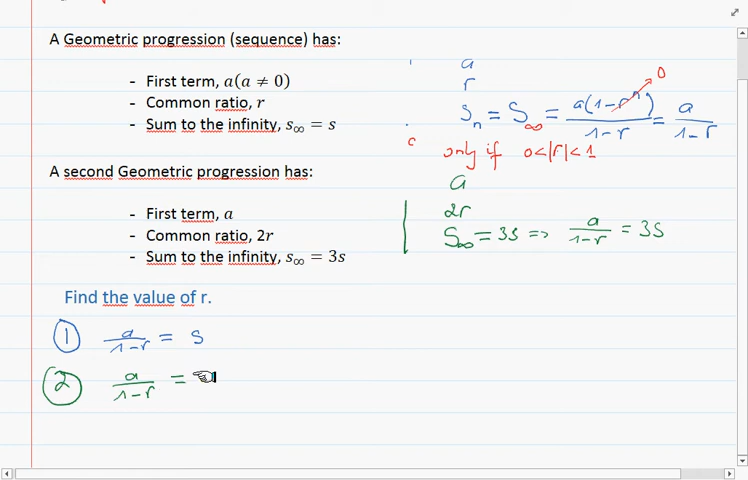 A Geometric progression (sequence) has:
- First term, a(a ≠ 0)
- Common ratio, r
- Sum to the infinity, s∞ = s
a
r
Sn = S∞ = a(1-rⁿ)/1-r = a/1-r
0
only if 0<|r|<1
A second Geometric progression has:
- First term, a
- Common ratio, 2r
- Sum to the infinity, s∞ = 3s
a
2r
S∞ = 3s => a/1-r = 3s
Find the value of r.
1 a/1-r = s
2 a/1-r =